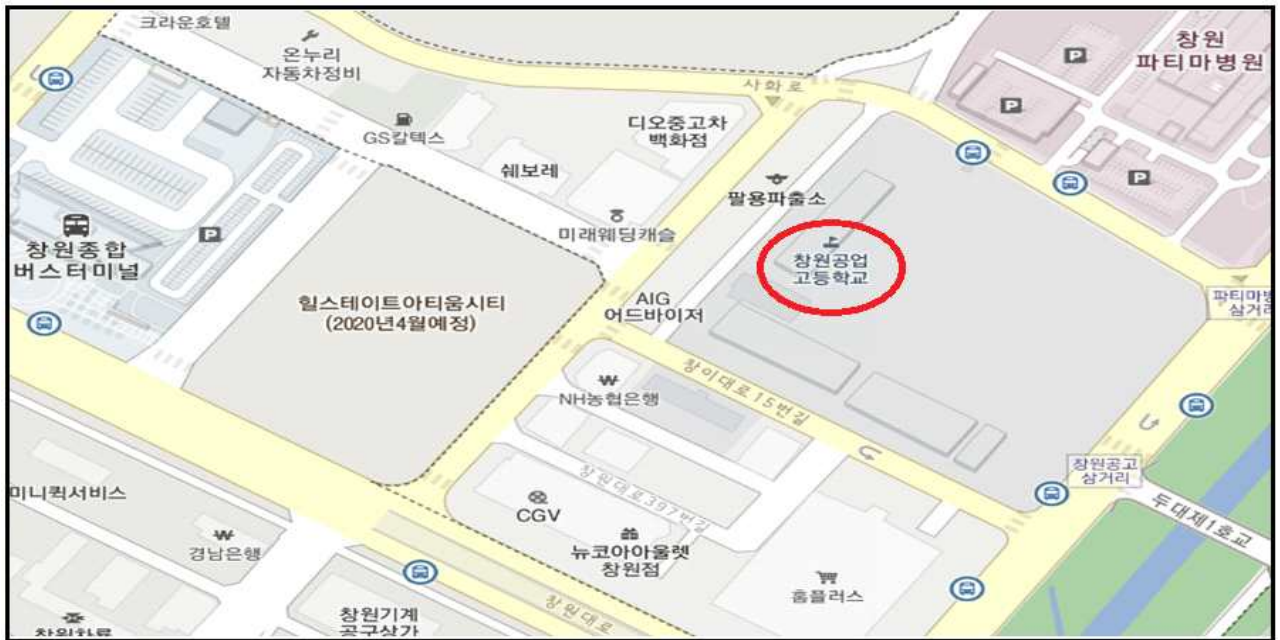 크라운호텔
온누리
자동차정비
GS칼텍스
쉐보레
디오중고차
백화점
사화로
창원
파티마병원
P
P
P
팔용파출소
미래웨딩캐슬
창원공업
고등학교
P
창원종합
버스터미널
힐스테이트아티움시티
(2020년4월예정)
AIG
어드바이저
파티마병
삼거리
창이대로15번길
NH농협은행
창원대로397번길
창원공고
삼거리
두대제1호교
미니퀵서비스
경남은행
CGV
뉴코아아울렛
창원점
홈플러스
창원대로
창원기계
공구상가